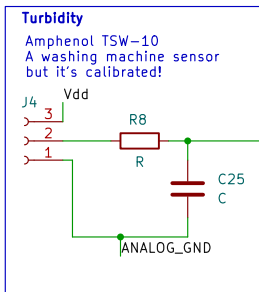 Turbidity
Amphenol TSW-10
A washing machine sensor
but it's calibrated!
J4
Vdd
3
2
1
R8
R
C25
C
ANALOG_GND